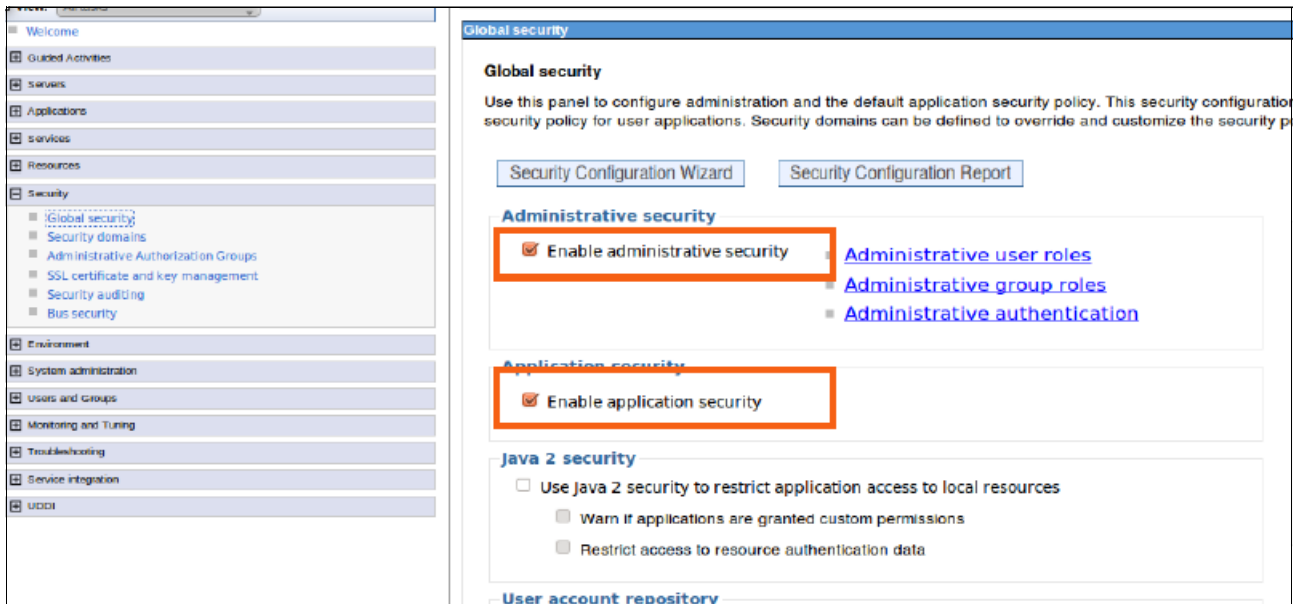 View: All tasks
Welcome
Guided Activities
Servers
Applications
Services
Resources
Security
Global security
Security domains
Administrative Authorization Groups
SSL certificate and key management
Security auditing
Bus security
Environment
System administration
Users and Groups
Monitoring and Tuning
Troubleshooting
Service integration
UDDI
Global security
Global security
Use this panel to configure administration and the default application security policy. This security configuration
security policy for user applications. Security domains can be defined to override and customize the security
Security Configuration Wizard Security Configuration Report
Administrative security
Enable administrative security
Administrative user roles
Administrative group roles
Administrative authentication
Application security
Enable application security
Java 2 security
Use Java 2 security to restrict application access to local resources
Warn if applications are granted custom permissions
Restrict access to resource authentication data
User account repository